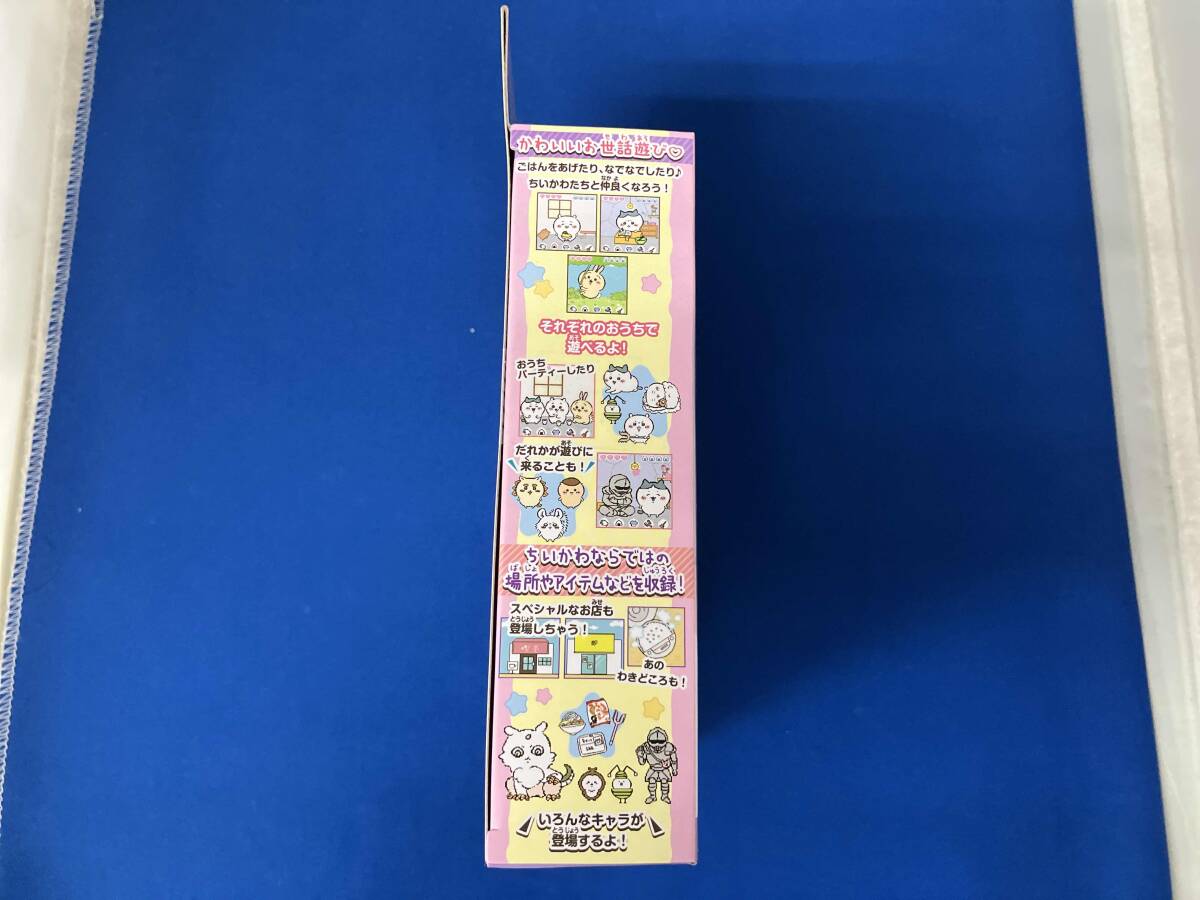 かわいいお世話遊び♡
ごはんをあげたり、なでなでしたり♪
ちいかわたちと仲良くなろう!
それぞれのおうちで
遊べるよ!
おうち
パーティーしたり
だれかが遊びに
来ることも!
ちいかわならではの
場所やアイテムなどを収録!
スペシャルなお店も
登場しちゃう!
あの
わきどころも!
いろんなキャラが
登場するよ!